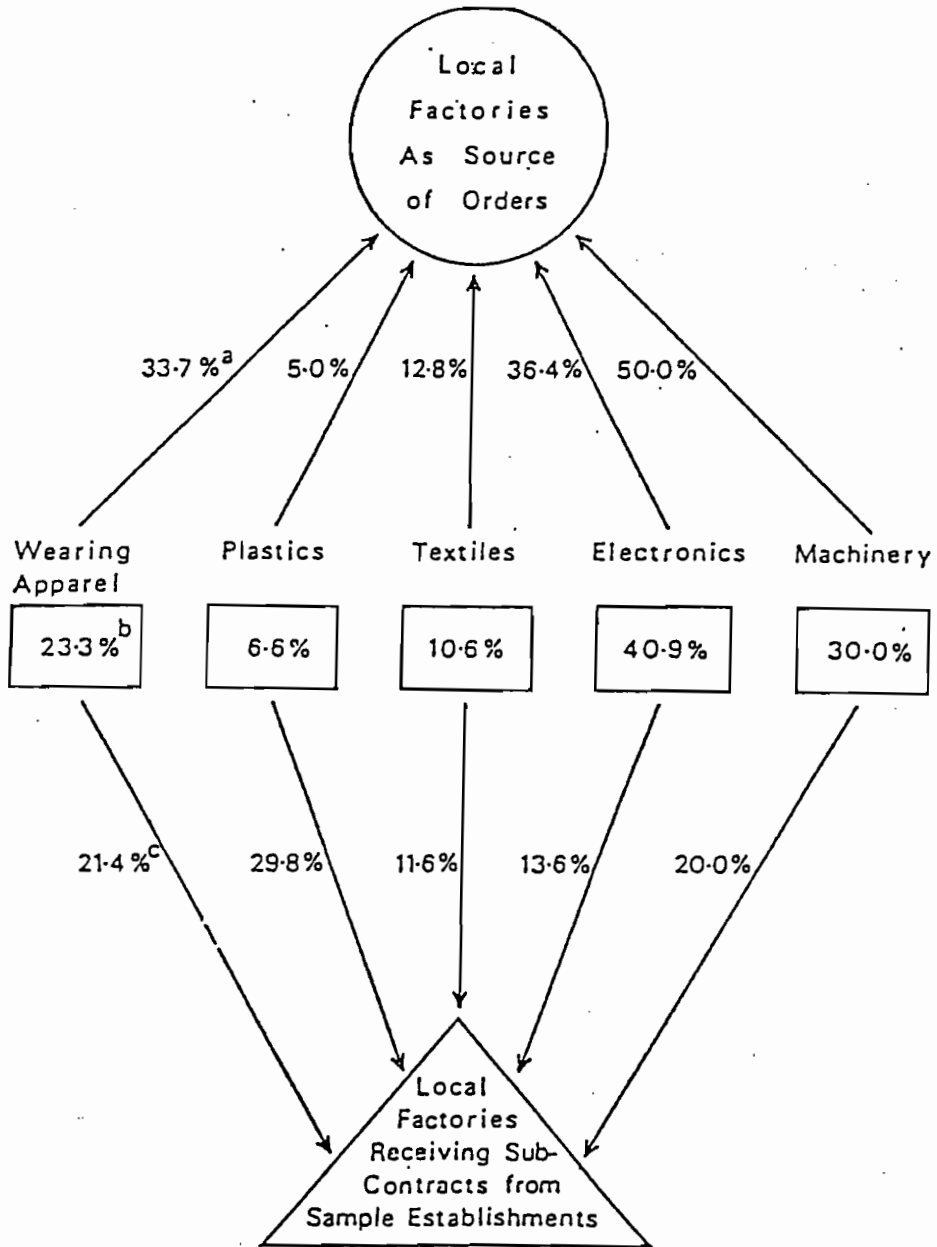 Local
Factories
As Source
of Orders
33·7%a 5·0% 12·8% 36·4% 50·0%
Wearing Apparel Plastics Textiles Electronics Machinery
23·3%b 6·6% 10·6% 40·9% 30·0%
21·4%c 29·8% 11·6% 13·6% 20·0%
Local
Factories
Receiving Sub-
Contracts from
Sample Establishments